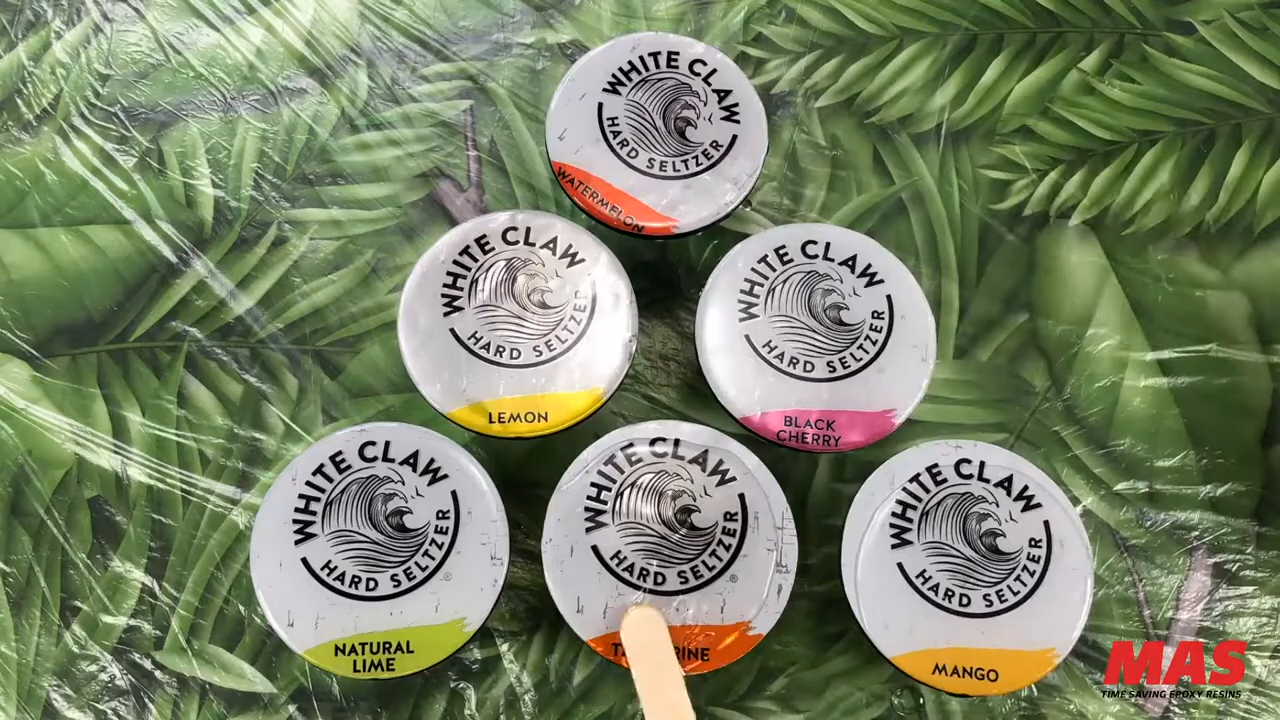 WHITE CLAW
HARD SELTZER
WATERMELON
WHITE CLAW
HARD SELTZER
LEMON
WHITE CLAW
HARD SELTZER
BLACK
CHERRY
WHITE CLAW
HARD SELTZER
®
NATURAL
LIME
WHITE CLAW
HARD SELTZER
®
WHITE CLAW
HARD SELTZER
MANGO
MAS
TIME SAVING EPOXY RESINS